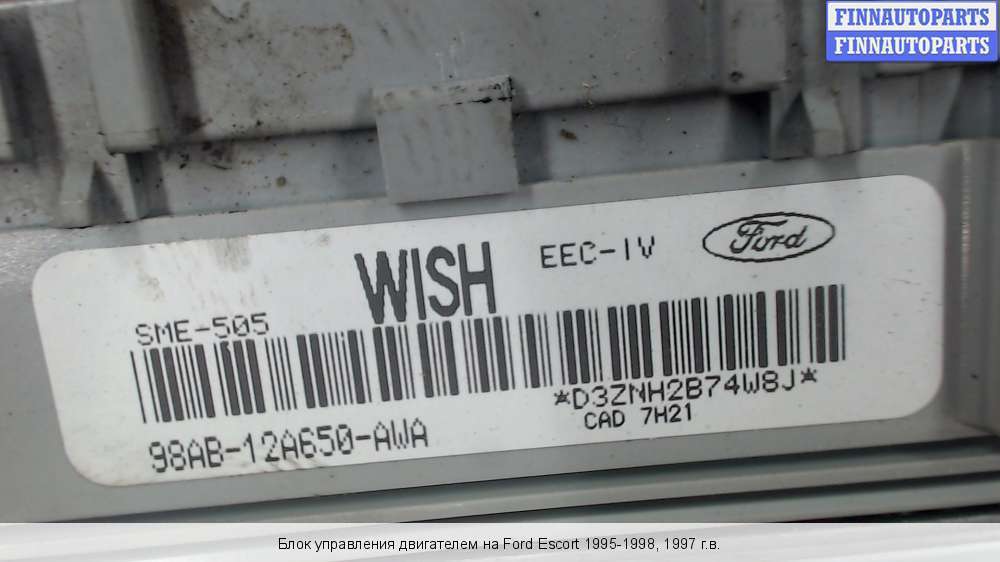 FINNAUTOPARTS
FINNAUTOPARTS
WISH
EEC-IV
Ford
SME-505
*D3ZNH2B74W8J*
CAD 7H21
98AB-12A650-AWA
Блок управления двигателем на Ford Escort 1995-1998, 1997 г.в.